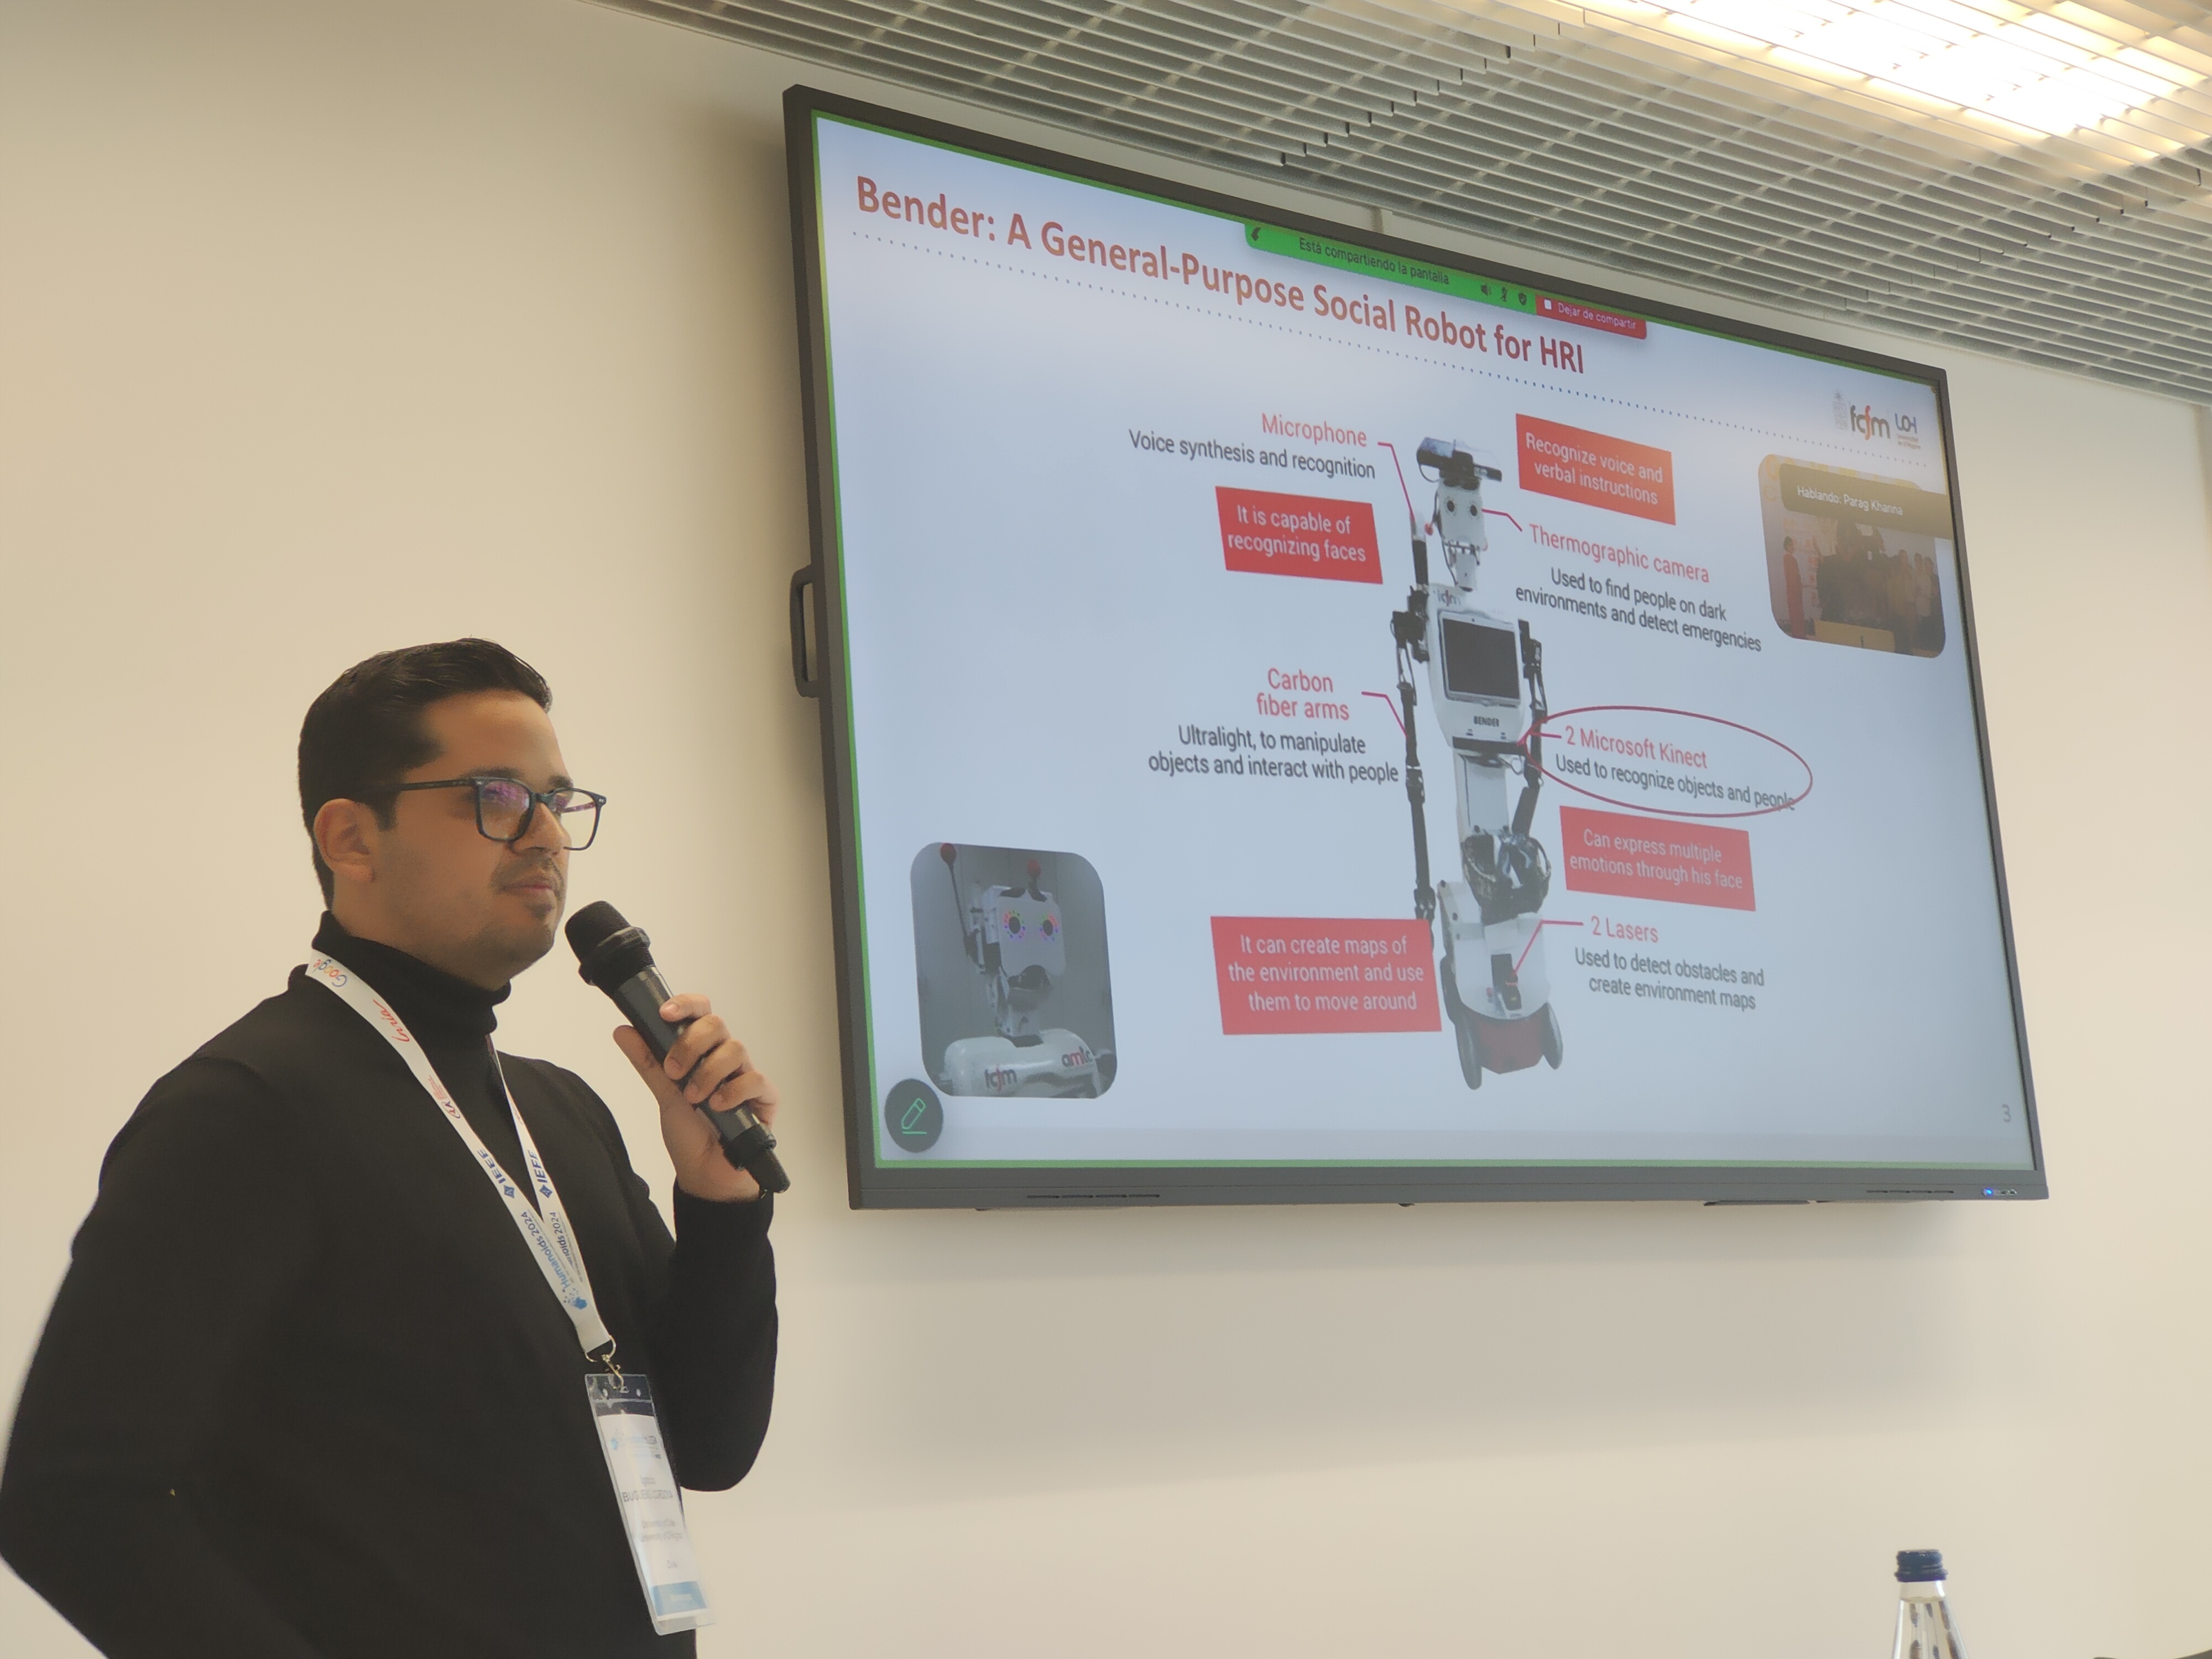 Bender: A General-Purpose Social Robot for HRI
Está compartiendo la pantalla
Dejar de compartir
fcfm
UOH
Hablando: Parag Khanna
Microphone
Voice synthesis and recognition
It is capable of
recognizing faces
Recognize voice and
verbal instructions
Thermographic camera
Used to find people on dark
environments and detect emergencies
fcfm
Carbon
fiber arms
Ultralight, to manipulate
objects and interact with people
BENDER
2 Microsoft Kinect
Used to recognize objects and people
Can express multiple
emotions through his face
It can create maps of
the environment and use
them to move around
2 Lasers
Used to detect obstacles and
create environment maps
fcfm
amtc
3
Google
Inria
IEEE
IEEE
Humanoids 2024